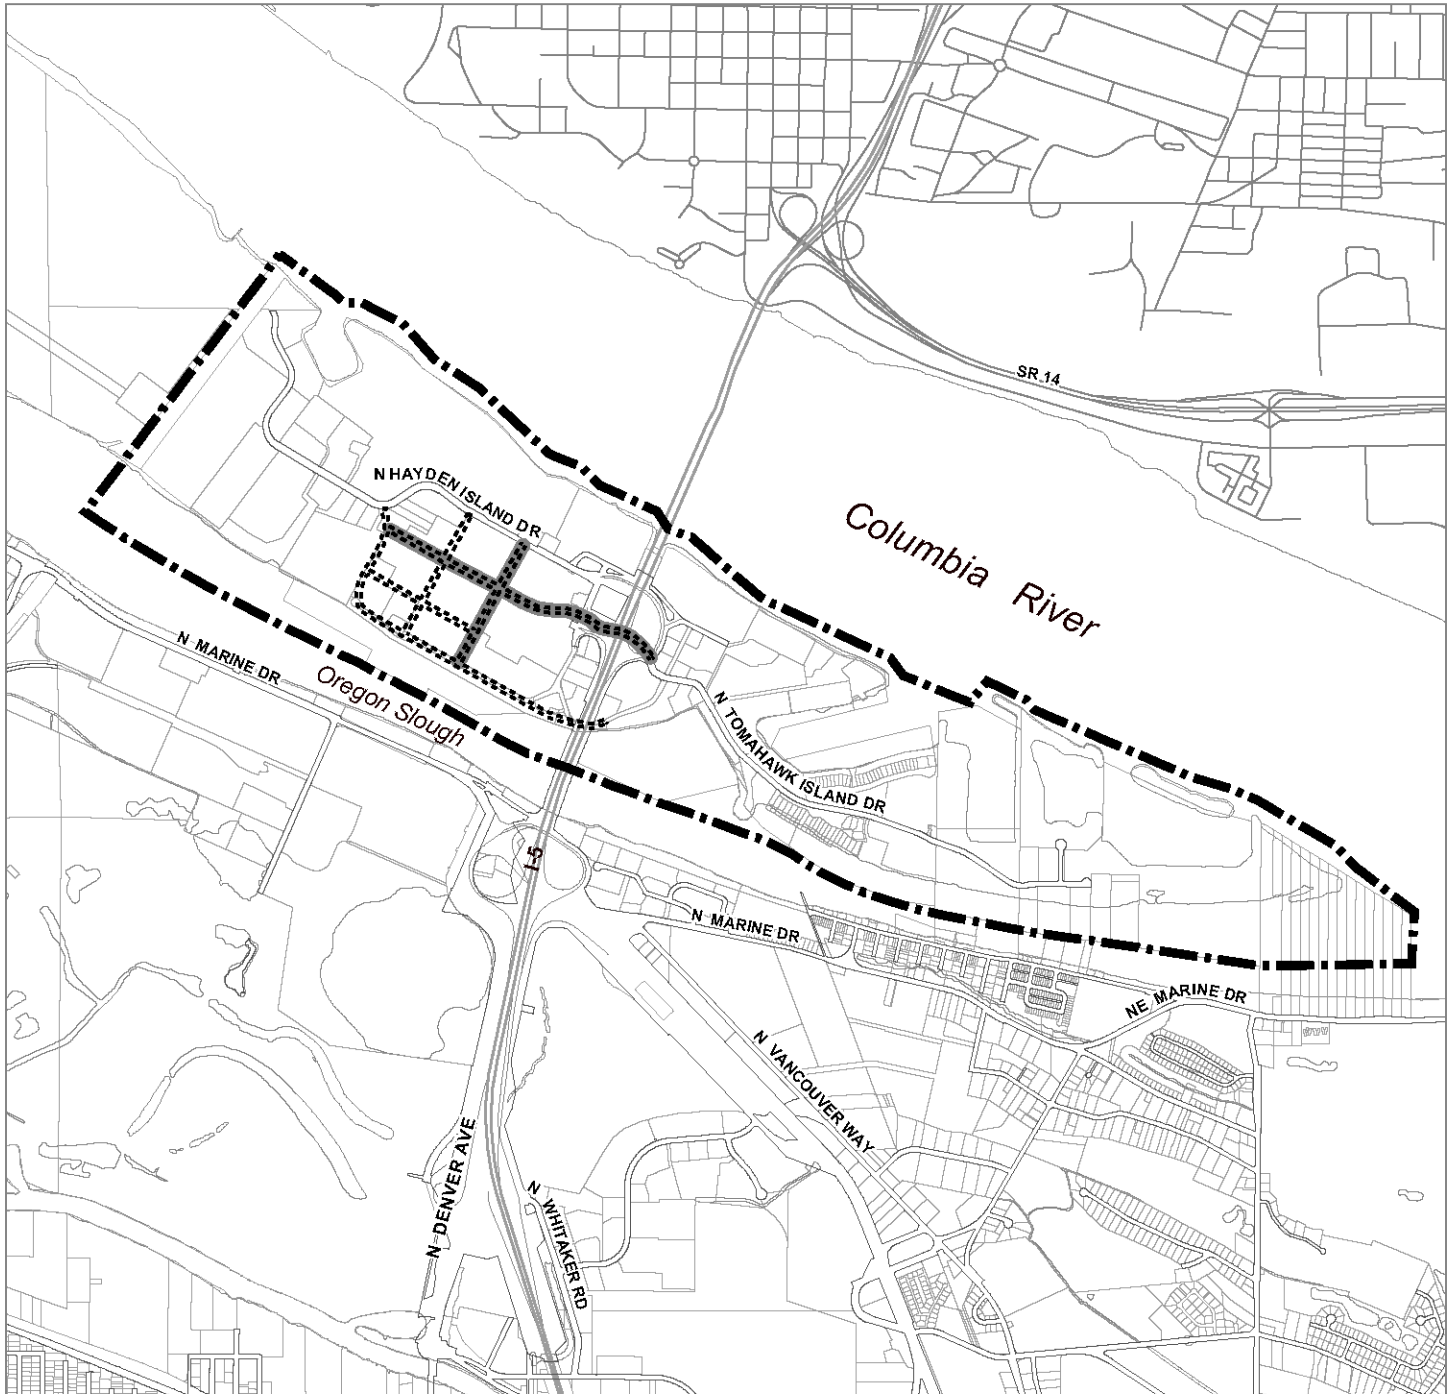 SR 14
N HAYDEN ISLAND DR
Columbia River
N MARINE DR
Oregon Slough
N TOMAHAWK ISLAND DR
I-5
N MARINE DR
NE MARINE DR
N VANCOUVER WAY
N DENVER AVE
N WHITAKER RD